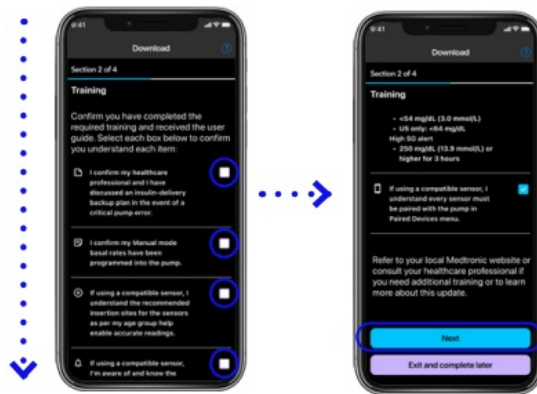 9:41
Download
?
Section 2 of 4
Training
Confirm you have completed the
required training and received the user
guide. Select each box below to confirm
you understand each item:
I confirm my healthcare
professional and I have
discussed an insulin-delivery
backup plan in the event of a
critical pump error.
I confirm my Manual mode
basal rates have been
programmed into the pump.
If using a compatible sensor, I
understand the recommended
insertion sites for the sensors
as per my age group help
enable accurate readings.
If using a compatible sensor,
I'm aware of and know the
9:41
Download
?
Section 2 of 4
Training
• <54 mg/dL (3.0 mmol/L)
• US only: <64 mg/dL
High SG alert
• 250 mg/dL (13.9 mmol/L) or
higher for 3 hours
If using a compatible sensor, I
understand every sensor must
be paired with the pump in
Paired Devices menu.
Refer to your local Medtronic website or
consult your healthcare professional if
you need additional training or to learn
more about this update.
Next
Exit and complete later